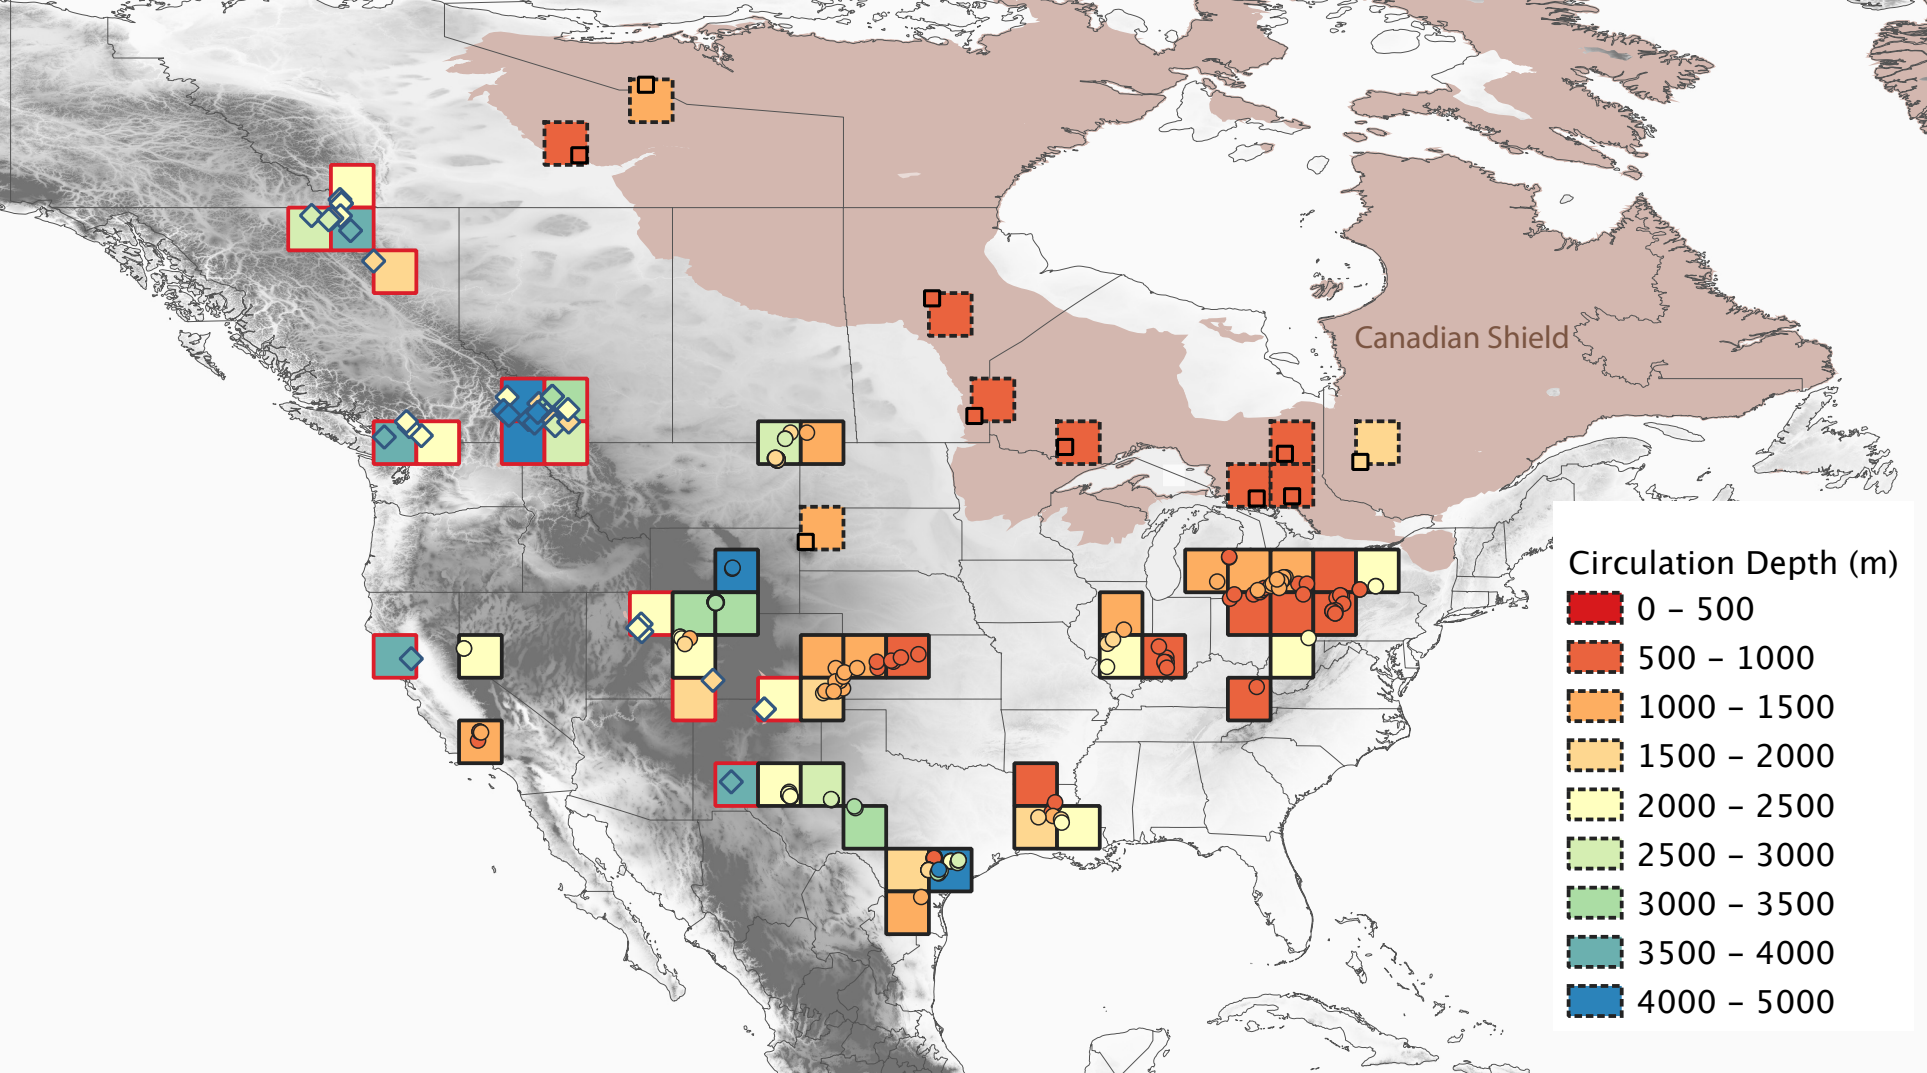 Canadian Shield
Circulation Depth (m)
0 – 500
500 – 1000
1000 – 1500
1500 – 2000
2000 – 2500
2500 – 3000
3000 – 3500
3500 – 4000
4000 – 5000